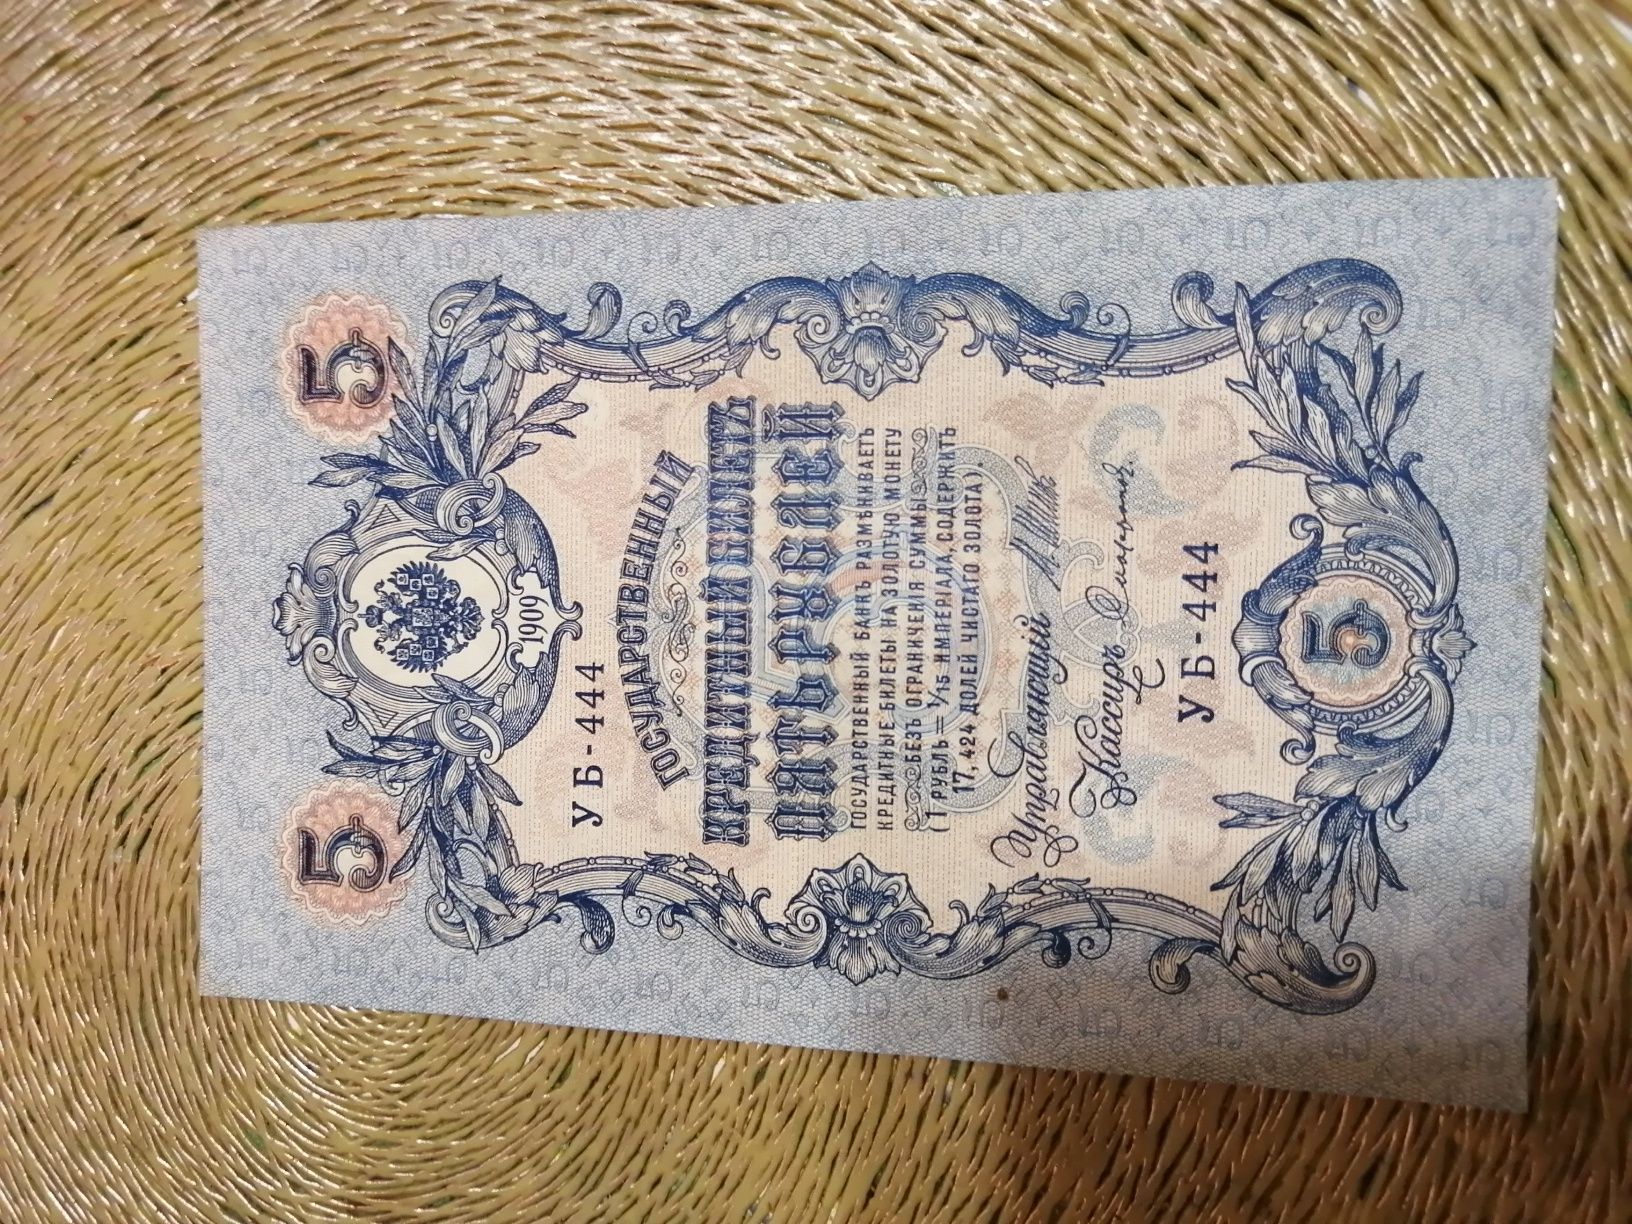 5 5
1909
УБ-444
ГОСУДАРСТВЕННЫЙ
КРЕДИТНЫЙ БИЛЕТЪ
ПЯТЬ РУБЛЕЙ
ГОСУДАРСТВЕННЫЙ БАНКЪ РАЗМѢНИВАЕТЪ
КРЕДИТНЫЕ БИЛЕТЫ НА ЗОЛОТУЮ МОНЕТУ
БЕЗЪ ОГРАНИЧЕНІЯ СУММЫ
(1 РУБЛЬ = 1/15 ИМПЕРІАЛА, СОДЕРЖИТЪ
17,424 ДОЛЕЙ ЧИСТАГО ЗОЛОТА).
Управляющій
Кассиръ
УБ-444
5